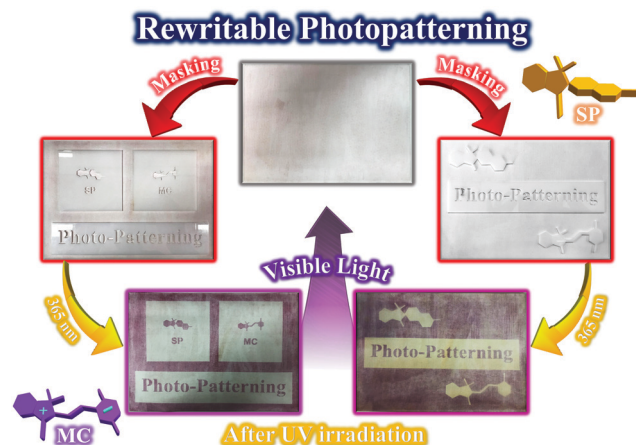 Rewritable Photopatterning
Masking
Masking
SP
SP
MC
Photo-Patterning
Photo-Patterning
365 nm
Visible Light
365 nm
SP
MC
Photo-Patterning
Photo-Patterning
MC
+
-
After UV irradiation